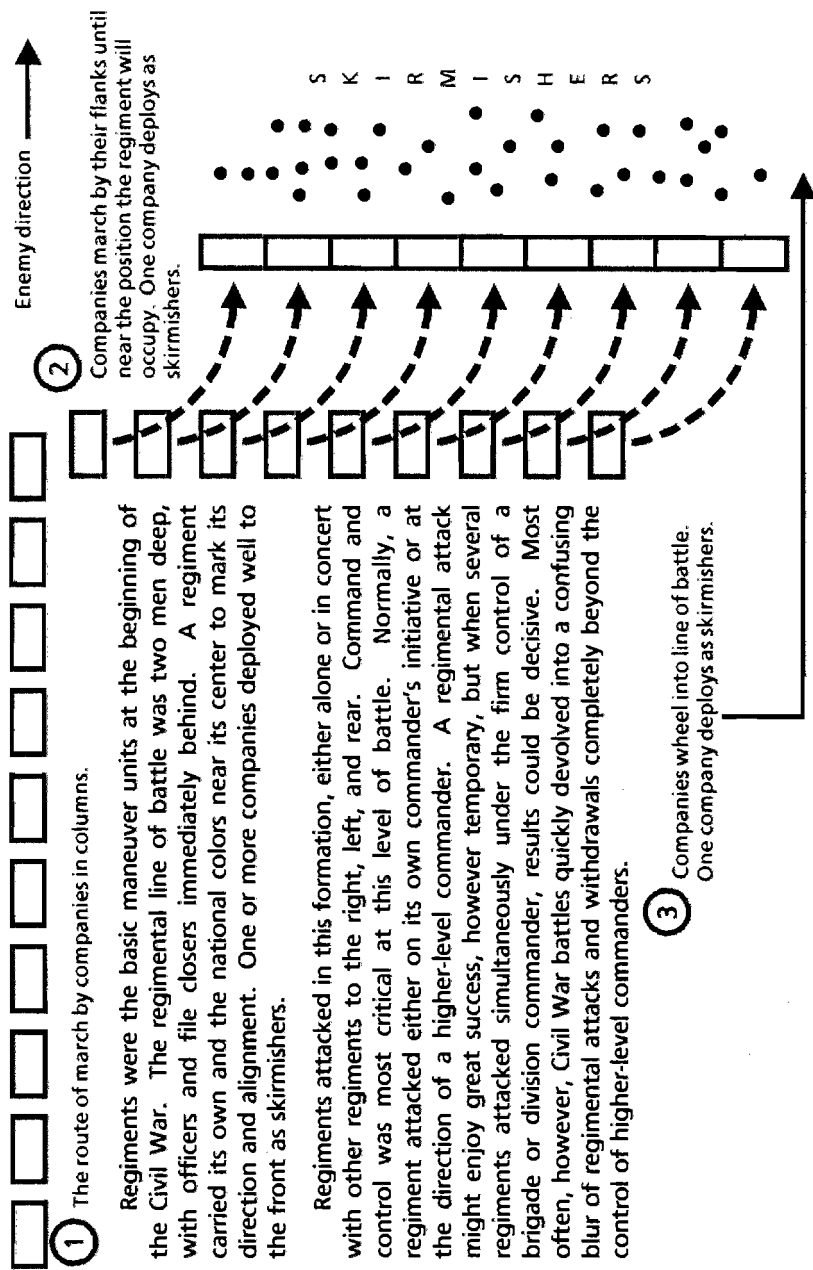 1
The route of march by companies in columns.
Enemy direction
2
Companies march by their flanks until
near the position the regiment will
occupy. One company deploys as
skirmishers.
Regiments were the basic maneuver units at the beginning of
the Civil War. The regimental line of battle was two men deep,
with officers and file closers immediately behind. A regiment
carried its own and the national colors near its center to mark its
direction and alignment. One or more companies deployed well to
the front as skirmishers.
Regiments attacked in this formation, either alone or in concert
with other regiments to the right, left, and rear. Command and
control was most critical at this level of battle. Normally, a
regiment attacked either on its own commander's initiative or at
the direction of a higher-level commander. A regimental attack
might enjoy great success, however temporary, but when several
regiments attacked simultaneously under the firm control of a
brigade or division commander, results could be decisive. Most
often, however, Civil War battles quickly devolved into a confusing
blur of regimental attacks and withdrawals completely beyond the
control of higher-level commanders.
SKIRMISHERS
3
Companies wheel into line of battle.
One company deploys as skirmishers.